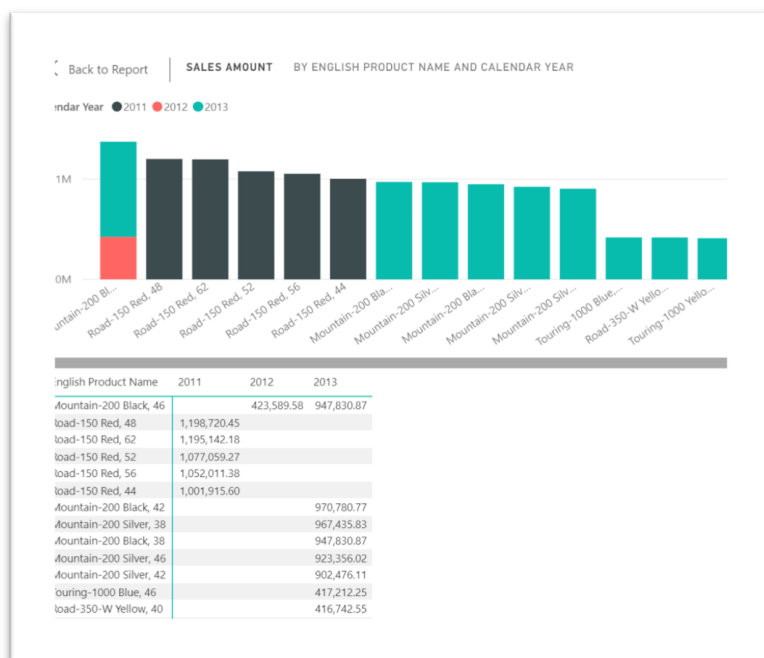 Back to Report SALES AMOUNT BY ENGLISH PRODUCT NAME AND CALENDAR YEAR
endar Year 2011 2012 2013
1M
0M
untain-200 Bl... Road-150 Red, 48 Road-150 Red, 62 Road-150 Red, 52 Road-150 Red, 56 Road-150 Red, 44 Mountain-200 Bla... Mountain-200 Silv... Mountain-200 Bla... Mountain-200 Silv... Mountain-200 Silv... Touring-1000 Blue,... Road-350-W Yello... Touring-1000 Yello...
English Product Name 2011 2012 2013
Mountain-200 Black, 46 423,589.58 947,830.87
Road-150 Red, 48 1,198,720.45
Road-150 Red, 62 1,195,142.18
Road-150 Red, 52 1,077,059.27
Road-150 Red, 56 1,052,011.38
Road-150 Red, 44 1,001,915.60
Mountain-200 Black, 42 970,780.77
Mountain-200 Silver, 38 967,435.83
Mountain-200 Black, 38 947,830.87
Mountain-200 Silver, 46 923,356.02
Mountain-200 Silver, 42 902,476.11
Touring-1000 Blue, 46 417,212.25
Road-350-W Yellow, 40 416,742.55